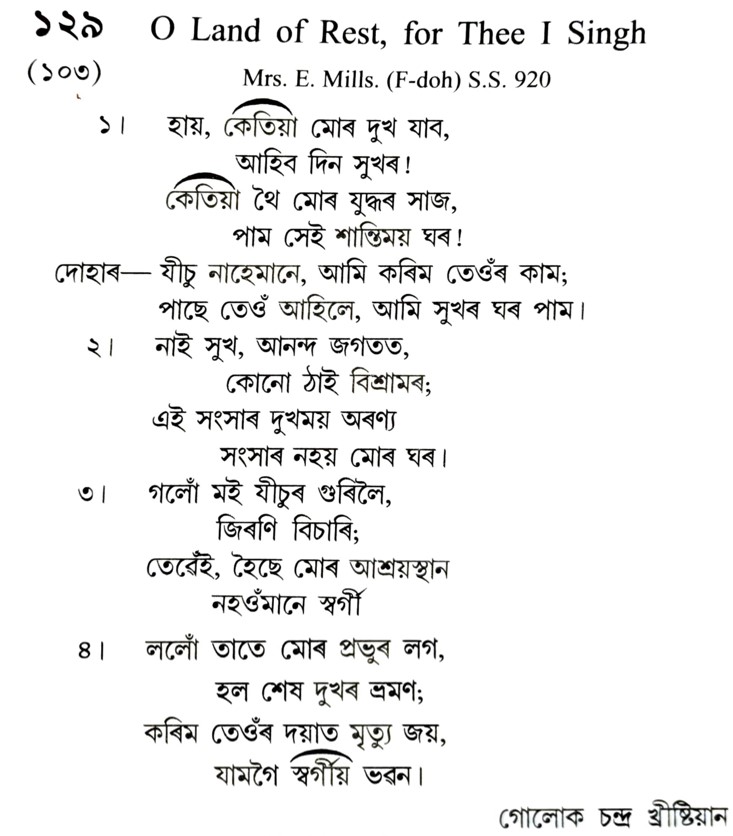 ১২৯ O Land of Rest, for Thee I Singh
(১০৩) Mrs. E. Mills. (F-doh) S.S. 920
১। হায়, কেতিয়া মোৰ দুখ যাব,
আহিব দিন সুখৰ!
কেতিয়া থৈ মোৰ যুদ্ধৰ সাজ,
পাম সেই শান্তিময় ঘৰ!
দোহাৰ— যীচু নাহেমানে, আমি কৰিম তেওঁৰ কাম;
পাছে তেওঁ আহিলে, আমি সুখৰ ঘৰ পাম।
২। নাই সুখ, আনন্দ জগতত,
কোনো ঠাই বিশ্ৰামৰ;
এই সংসাৰ দুখময় অৰণ্য
সংসাৰ নহয় মোৰ ঘৰ।
৩। গলোঁ মই যীচুৰ গুৰিলৈ,
জিৰণি বিচাৰি;
তেৱেঁই, হৈছে মোৰ আশ্ৰয়স্থান
নহওঁমানে স্বৰ্গী
৪। ললোঁ তাতে মোৰ প্ৰভুৰ লগ,
হল শেষ দুখৰ ভ্ৰমণ;
কৰিম তেওঁৰ দয়াত মৃত্যু জয়,
যামগৈ স্বৰ্গীয় ভৱন।
গোলোক চন্দ্ৰ খ্ৰীষ্টিয়ান